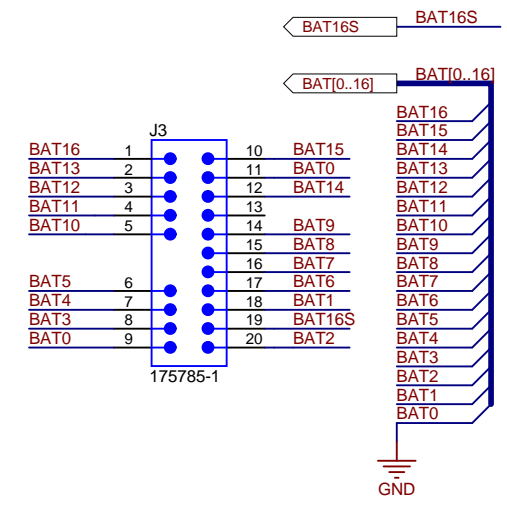 BAT16S BAT16S
BAT[0..16] BAT[0..16]
J3
BAT16 1 10 BAT15
BAT13 2 11 BAT0
BAT12 3 12 BAT14
BAT11 4 13
BAT10 5 14 BAT9
15 BAT8
16 BAT7
BAT5 6 17 BAT6
BAT4 7 18 BAT1
BAT3 8 19 BAT16S
BAT0 9 20 BAT2
175785-1
BAT16
BAT15
BAT14
BAT13
BAT12
BAT11
BAT10
BAT9
BAT8
BAT7
BAT6
BAT5
BAT4
BAT3
BAT2
BAT1
BAT0
GND